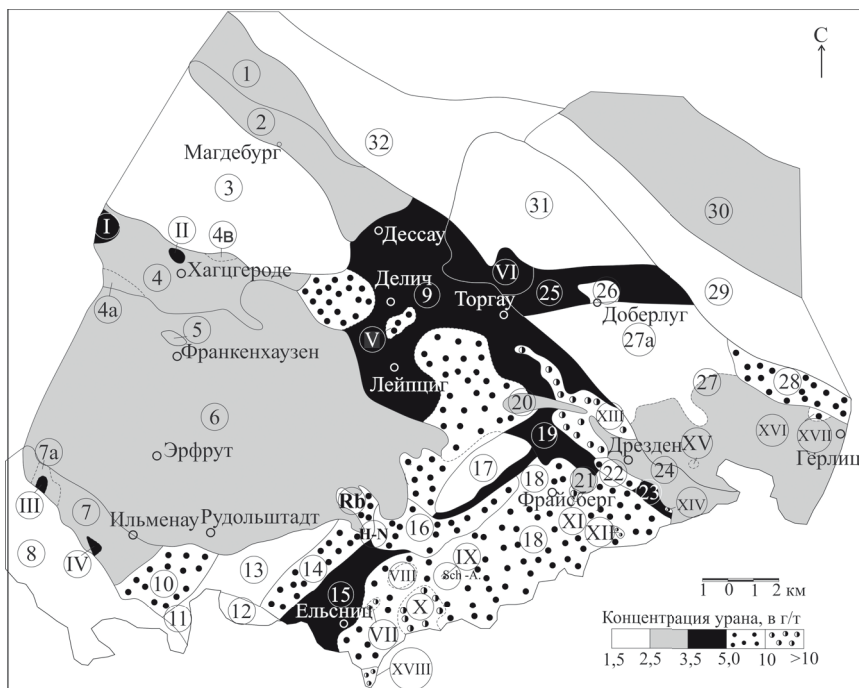 С
1
2
32
Магдебург
3
31
30
I
II
4в
Дессау
4
Хагцгероде
VI
Делич
9
25
26
29
4а
Торгау
Доберлуг
5
27а
V
Франкенхаузен
Лейпциг
27
28
20
6
XIII
XVI
XVII
19
Дрезден
XV
Герлиц
7а
Эрфрут
17
22
24
18
21
23
Rb
Фрайсберг
XIV
III
7
Ильменау
Рудольштадт
H-N
16
XI
XII
8
IX
18
IV
13
14
VIII
Sch -A.
10
15
X
11
12
Ельсниц
VII
XVIII
1 0 1 2 км
Концентрация урана, в г/т
1,5 2,5 3,5 5,0 10 >10